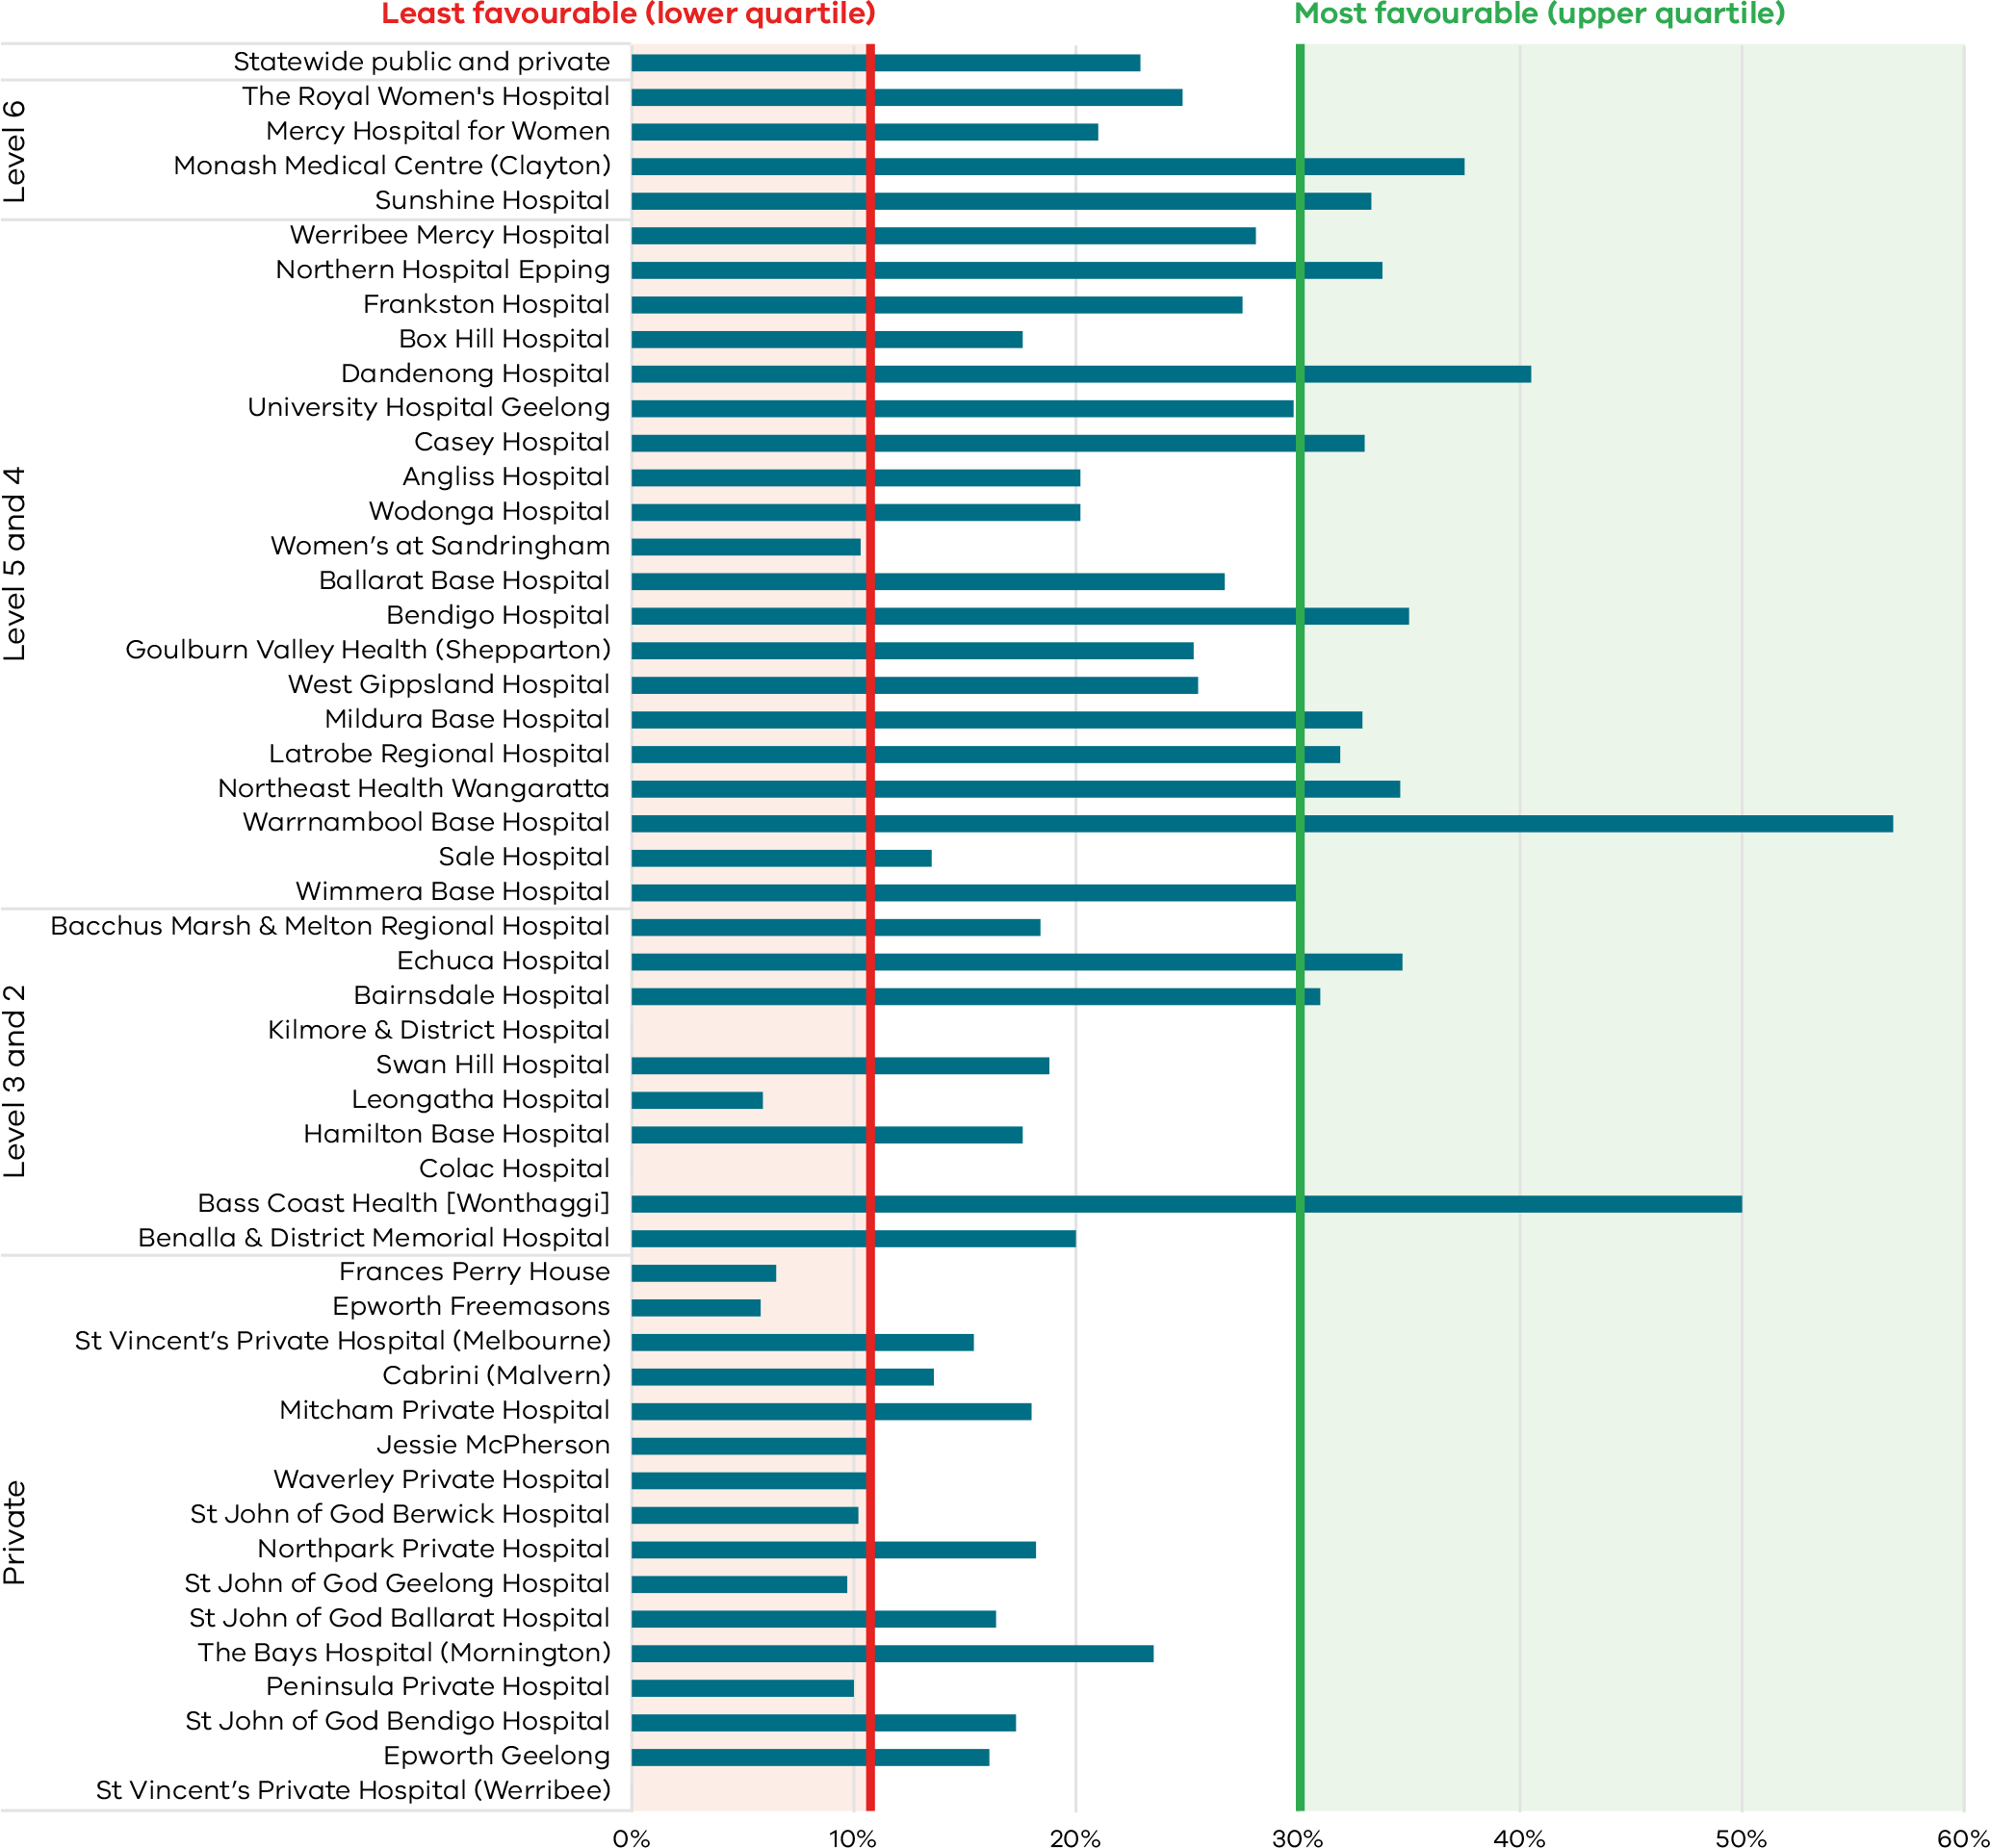 Least favourable (lower quartile)
Most favourable (upper quartile)
Statewide public and private
Level 6
The Royal Women's Hospital
Mercy Hospital for Women
Monash Medical Centre (Clayton)
Sunshine Hospital
Level 5 and 4
Werribee Mercy Hospital
Northern Hospital Epping
Frankston Hospital
Box Hill Hospital
Dandenong Hospital
University Hospital Geelong
Casey Hospital
Angliss Hospital
Wodonga Hospital
Women’s at Sandringham
Ballarat Base Hospital
Bendigo Hospital
Goulburn Valley Health (Shepparton)
West Gippsland Hospital
Mildura Base Hospital
Latrobe Regional Hospital
Northeast Health Wangaratta
Warrnambool Base Hospital
Sale Hospital
Wimmera Base Hospital
Level 3 and 2
Bacchus Marsh & Melton Regional Hospital
Echuca Hospital
Bairnsdale Hospital
Kilmore & District Hospital
Swan Hill Hospital
Leongatha Hospital
Hamilton Base Hospital
Colac Hospital
Bass Coast Health [Wonthaggi]
Benalla & District Memorial Hospital
Private
Frances Perry House
Epworth Freemasons
St Vincent’s Private Hospital (Melbourne)
Cabrini (Malvern)
Mitcham Private Hospital
Jessie McPherson
Waverley Private Hospital
St John of God Berwick Hospital
Northpark Private Hospital
St John of God Geelong Hospital
St John of God Ballarat Hospital
The Bays Hospital (Mornington)
Peninsula Private Hospital
St John of God Bendigo Hospital
Epworth Geelong
St Vincent’s Private Hospital (Werribee)
0% 10% 20% 30% 40% 50% 60%